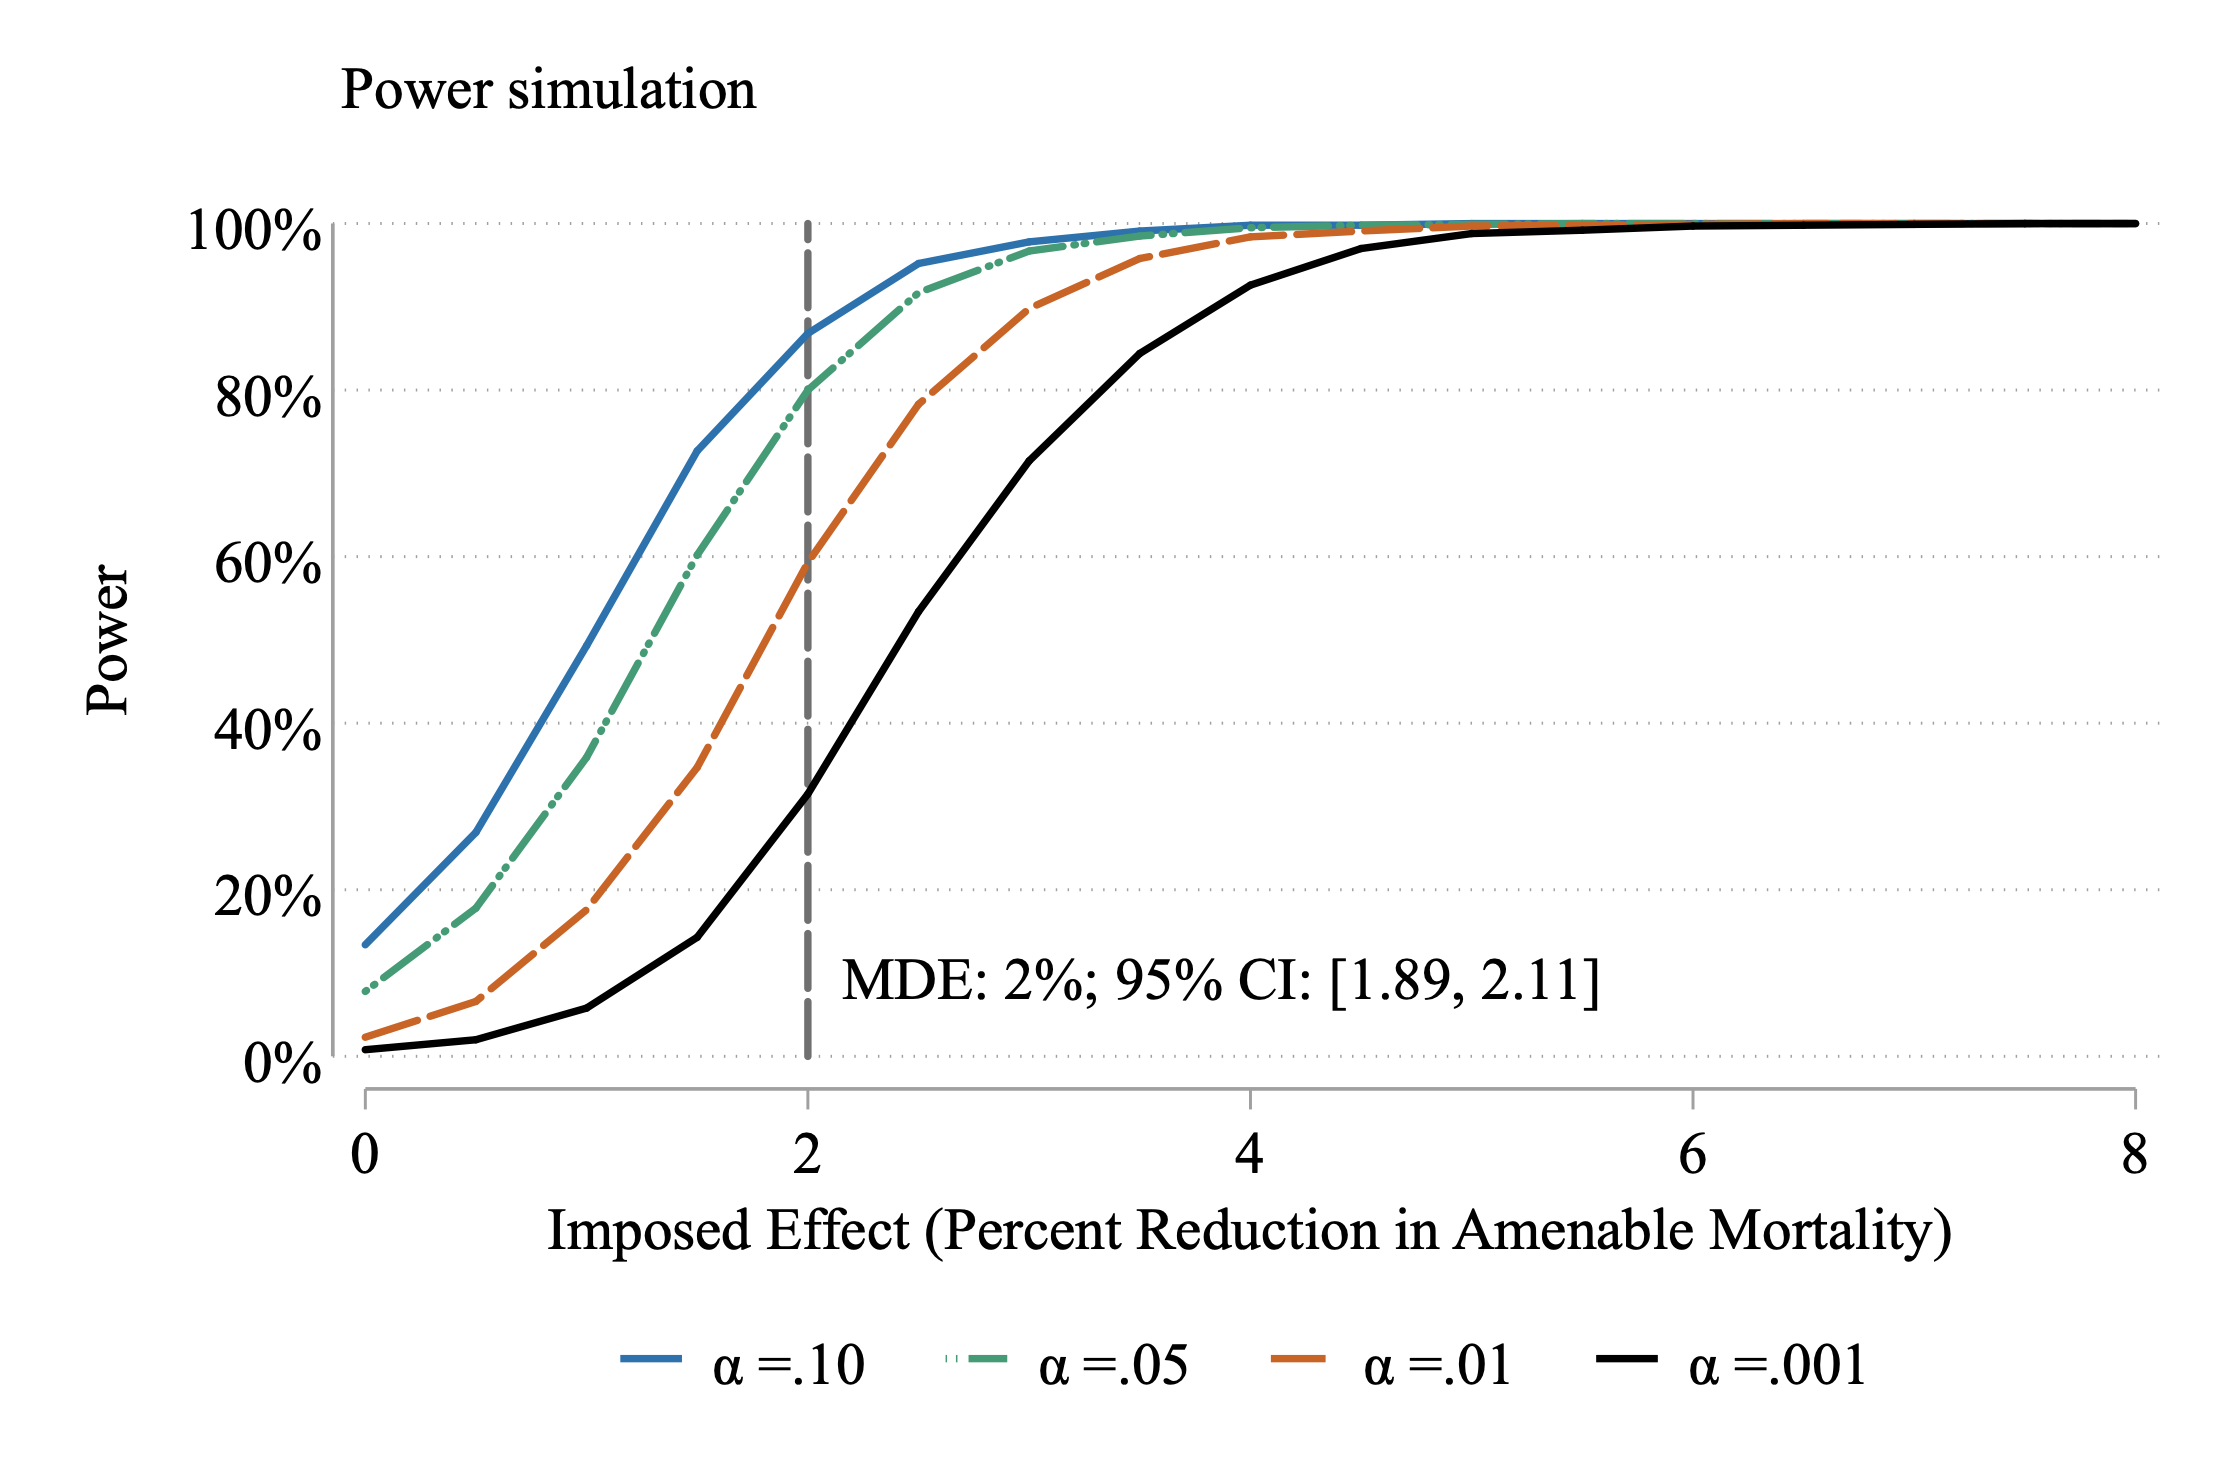 Power simulation
100%
80%
60%
40%
20%
0%
Power
MDE: 2%; 95% CI: [1.89, 2.11]
0 2 4 6 8
Imposed Effect (Percent Reduction in Amenable Mortality)
α =.10 α =.05 α =.01 α =.001